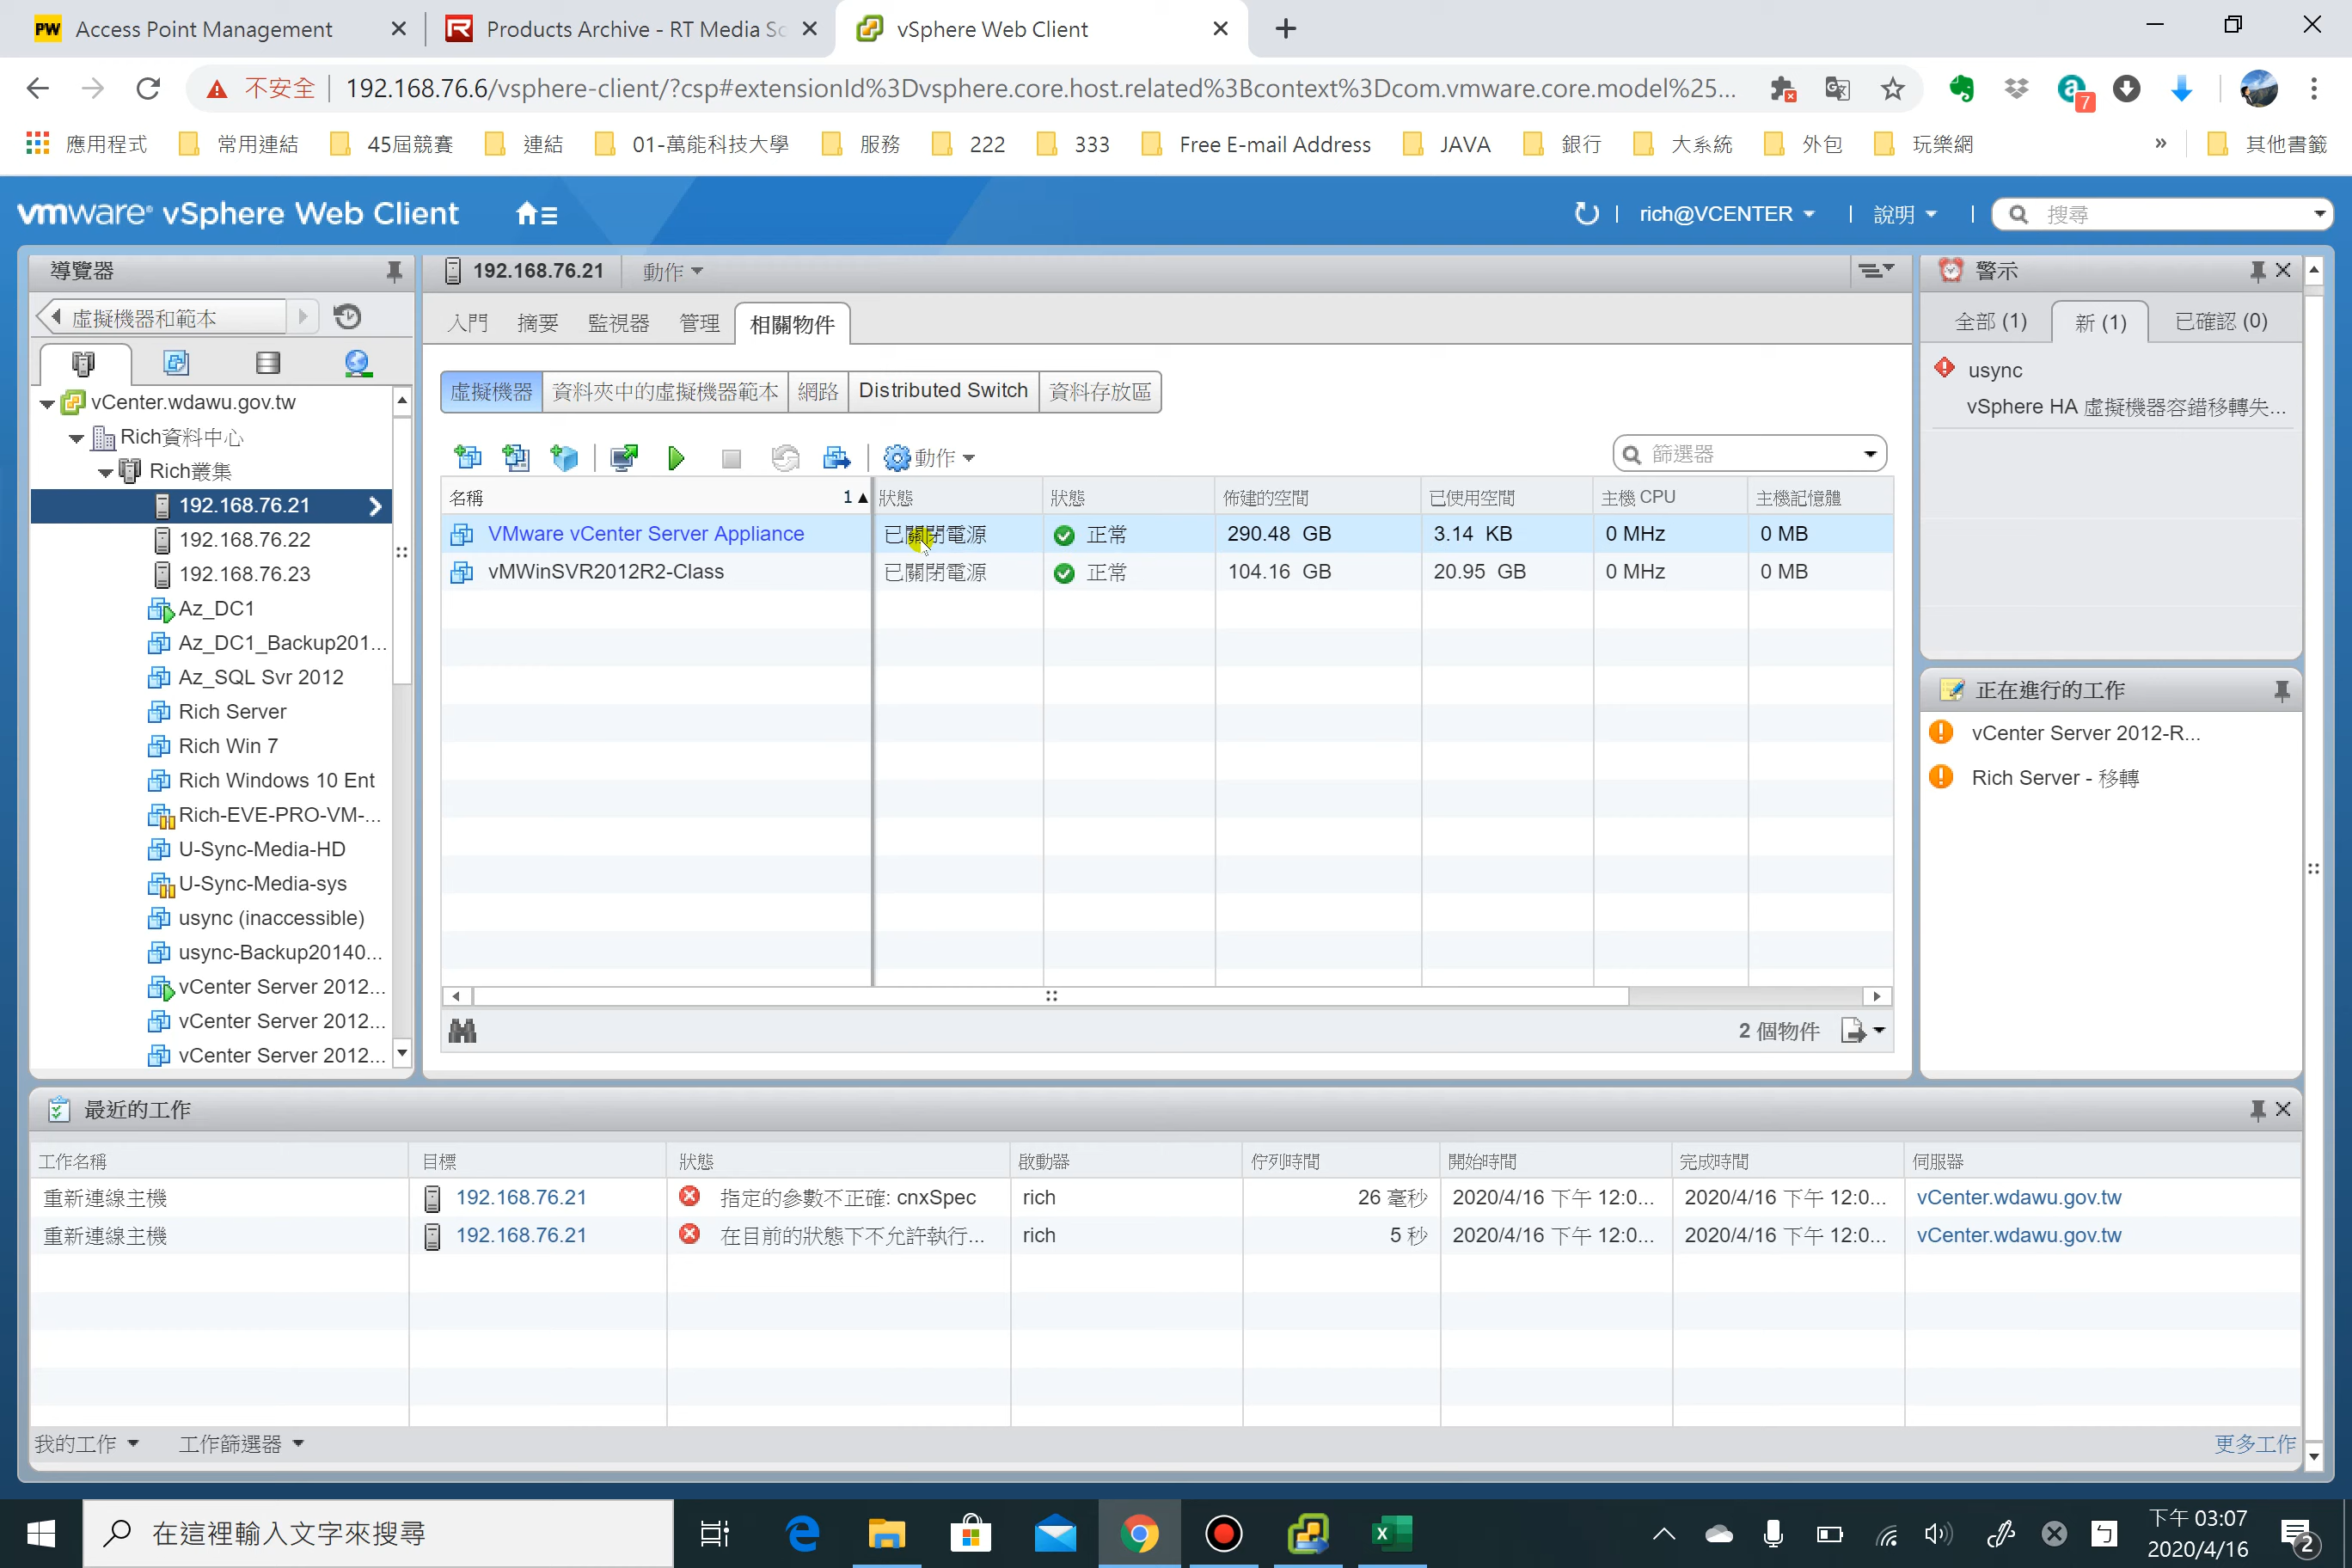 PW Access Point Management
Products Archive - RT Media Sc
vSphere Web Client
不安全 192.168.76.6/vsphere-client/?csp#extensionId%3Dvsphere.core.host.related%3Bcontext%3Dcom.vmware.core.model%25...
7
應用程式 常用連結 45屆競賽 連結 01-萬能科技大學 服務 222 333 Free E-mail Address JAVA 銀行 大系統 外包 玩樂網 » 其他書籤
vmware® vSphere Web Client
rich@VCENTER 說明 搜尋
導覽器
虛擬機器和範本
vCenter.wdawu.gov.tw
Rich資料中心
Rich叢集
192.168.76.21
192.168.76.22
192.168.76.23
Az_DC1
Az_DC1_Backup201...
Az_SQL Svr 2012
Rich Server
Rich Win 7
Rich Windows 10 Ent
Rich-EVE-PRO-VM-...
U-Sync-Media-HD
U-Sync-Media-sys
usync (inaccessible)
usync-Backup20140...
vCenter Server 2012...
vCenter Server 2012...
vCenter Server 2012...
192.168.76.21 動作
入門 摘要 監視器 管理 相關物件
虛擬機器 資料夾中的虛擬機器範本 網路 Distributed Switch 資料存放區
動作 篩選器
名稱 1 ▲ 狀態 狀態 佈建的空間 已使用空間 主機 CPU 主機記憶體
VMware vCenter Server Appliance 已關閉電源 正常 290.48 GB 3.14 KB 0 MHz 0 MB
vMWinSVR2012R2-Class 已關閉電源 正常 104.16 GB 20.95 GB 0 MHz 0 MB
2 個物件
警示
全部 (1) 新 (1) 已確認 (0)
usync
vSphere HA 虛擬機器容錯移轉失...
正在進行的工作
vCenter Server 2012-R...
Rich Server - 移轉
最近的工作
工作名稱 目標 狀態 啟動器 佇列時間 開始時間 完成時間 伺服器
重新連線主機 192.168.76.21 指定的參數不正確: cnxSpec rich 26 毫秒 2020/4/16 下午 12:0... 2020/4/16 下午 12:0... vCenter.wdawu.gov.tw
重新連線主機 192.168.76.21 在目前的狀態下不允許執行... rich 5 秒 2020/4/16 下午 12:0... 2020/4/16 下午 12:0... vCenter.wdawu.gov.tw
我的工作 工作篩選器 更多工作
在這裡輸入文字來搜尋
ㄅ
下午 03:07
2020/4/16
2